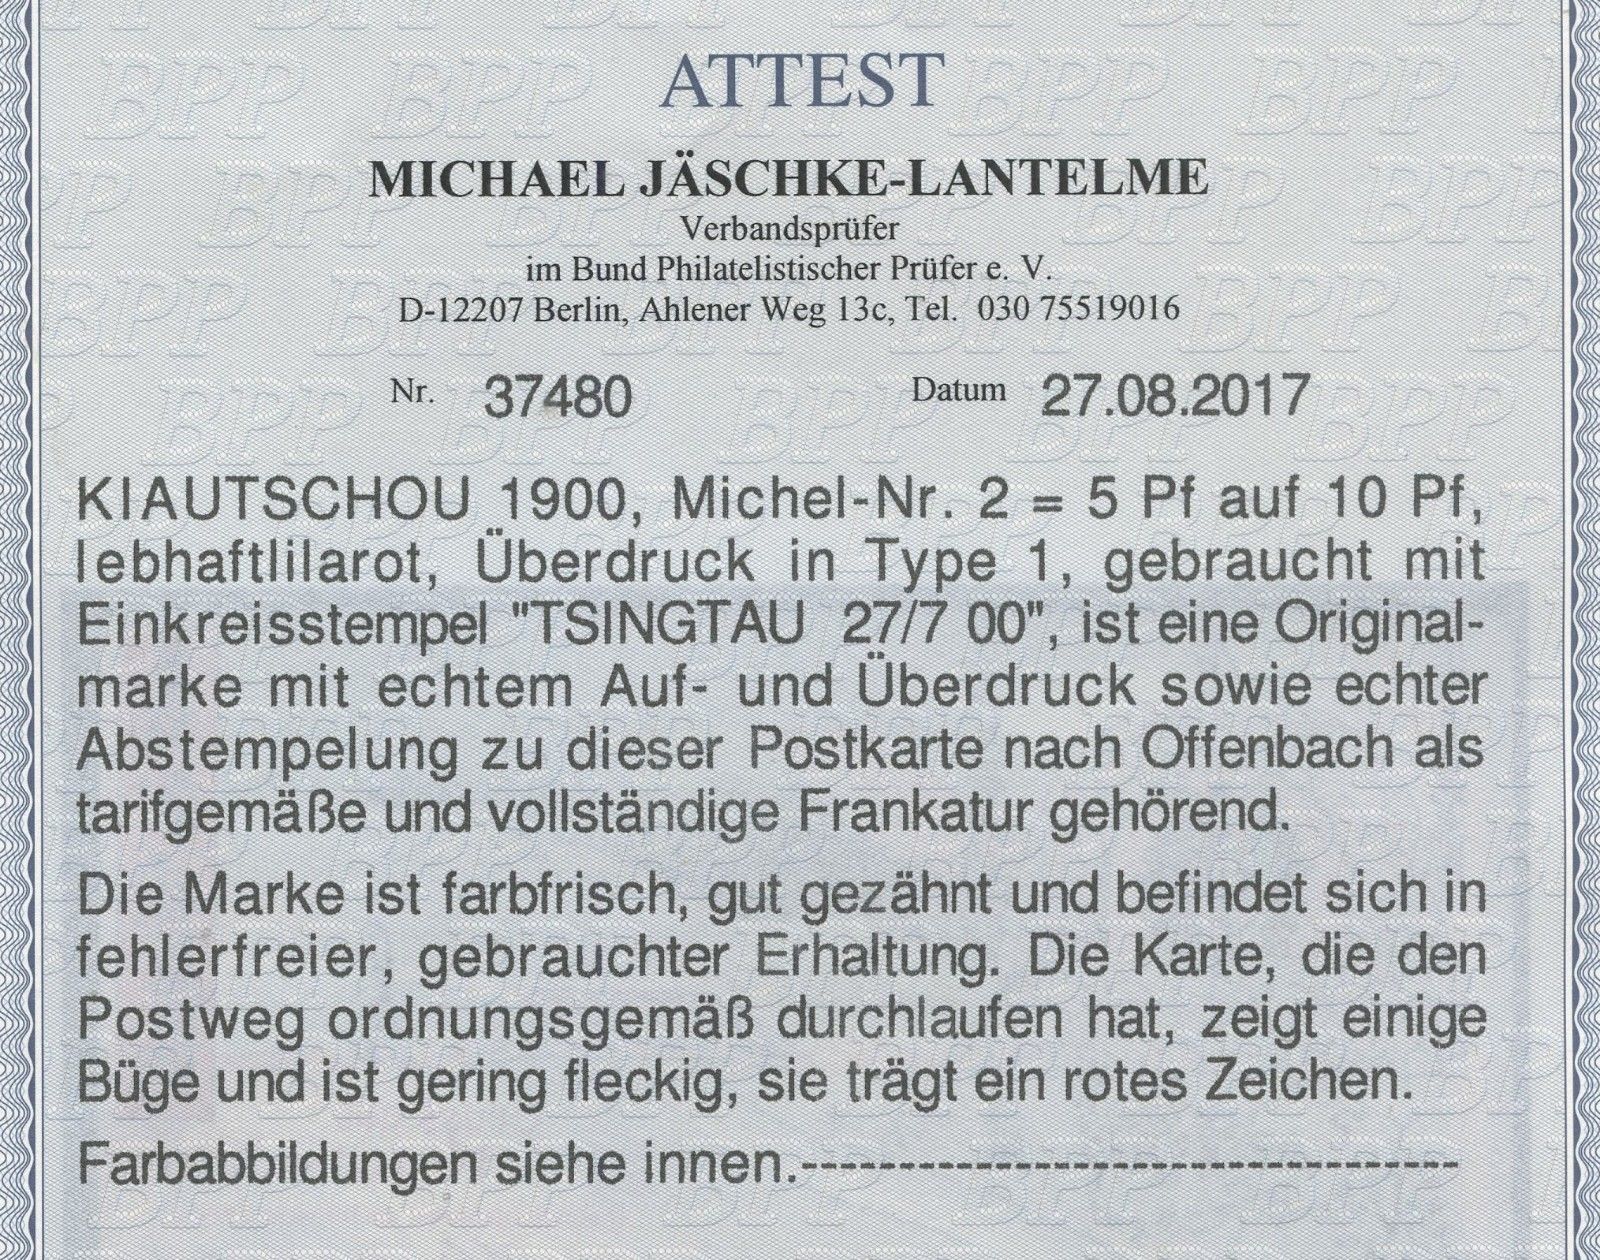 ATTEST
MICHAEL JÄSCHKE-LANTELME
Verbandsprüfer
im Bund Philatelistischer Prüfer e. V.
D-12207 Berlin, Ahlener Weg 13c, Tel. 030 75519016
Nr. 37480 Datum 27.08.2017
KIAUTSCHOU 1900, Michel-Nr. 2 = 5 Pf auf 10 Pf,
lebhaftlilarot, Überdruck in Type 1, gebraucht mit
Einkreisstempel "TSINGTAU 27/7 00", ist eine Original-
marke mit echtem Auf- und Überdruck sowie echter
Abstempelung zu dieser Postkarte nach Offenbach als
tarifgemäße und vollständige Frankatur gehörend.
Die Marke ist farbfrisch, gut gezähnt und befindet sich in
fehlerfreier, gebrauchter Erhaltung. Die Karte, die den
Postweg ordnungsgemäß durchlaufen hat, zeigt einige
Büge und ist gering fleckig, sie trägt ein rotes Zeichen.
Farbabbildungen siehe innen.----------------------------------